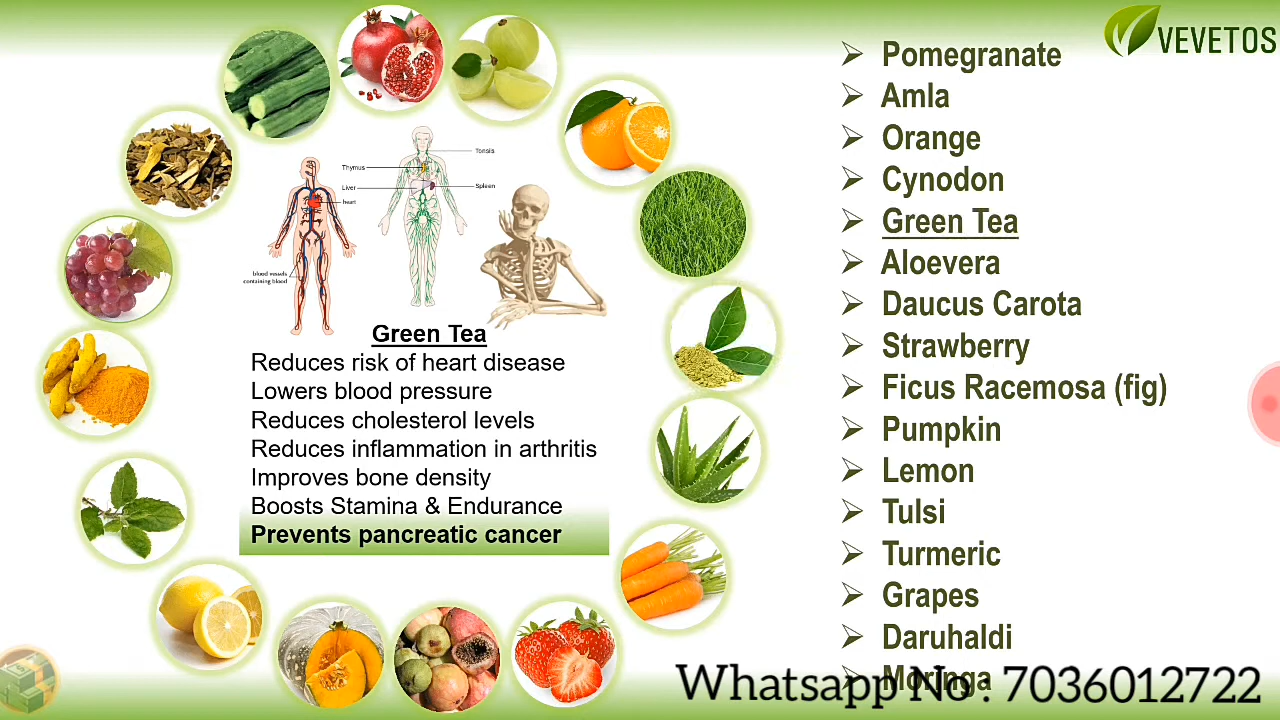 VEVETOS
Tonsils
Thymus
Liver
Spleen
heart
blood vessels
containing blood
Green Tea
Reduces risk of heart disease
Lowers blood pressure
Reduces cholesterol levels
Reduces inflammation in arthritis
Improves bone density
Boosts Stamina & Endurance
Prevents pancreatic cancer
Pomegranate
Amla
Orange
Cynodon
Green Tea
Aloevera
Daucus Carota
Strawberry
Ficus Racemosa (fig)
Pumpkin
Lemon
Tulsi
Turmeric
Grapes
Daruhaldi
Moringa
Whatsapp No : 7036012722